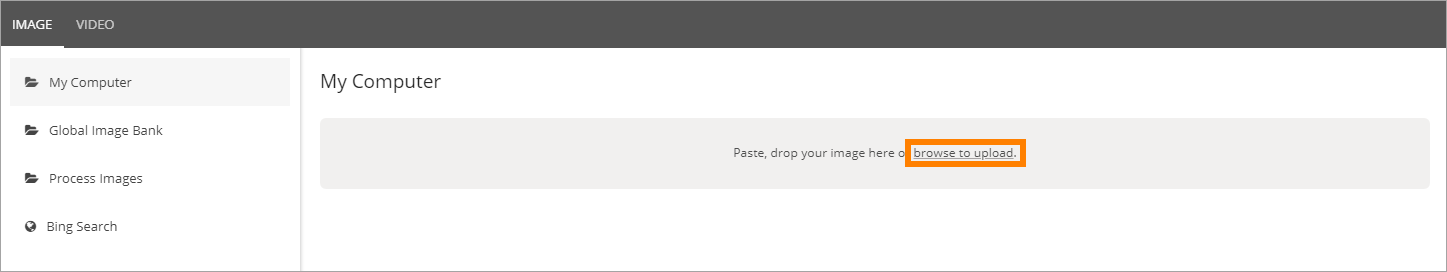 IMAGE VIDEO
My Computer
Global Image Bank
Process Images
Bing Search
My Computer
Paste, drop your image here o browse to upload.